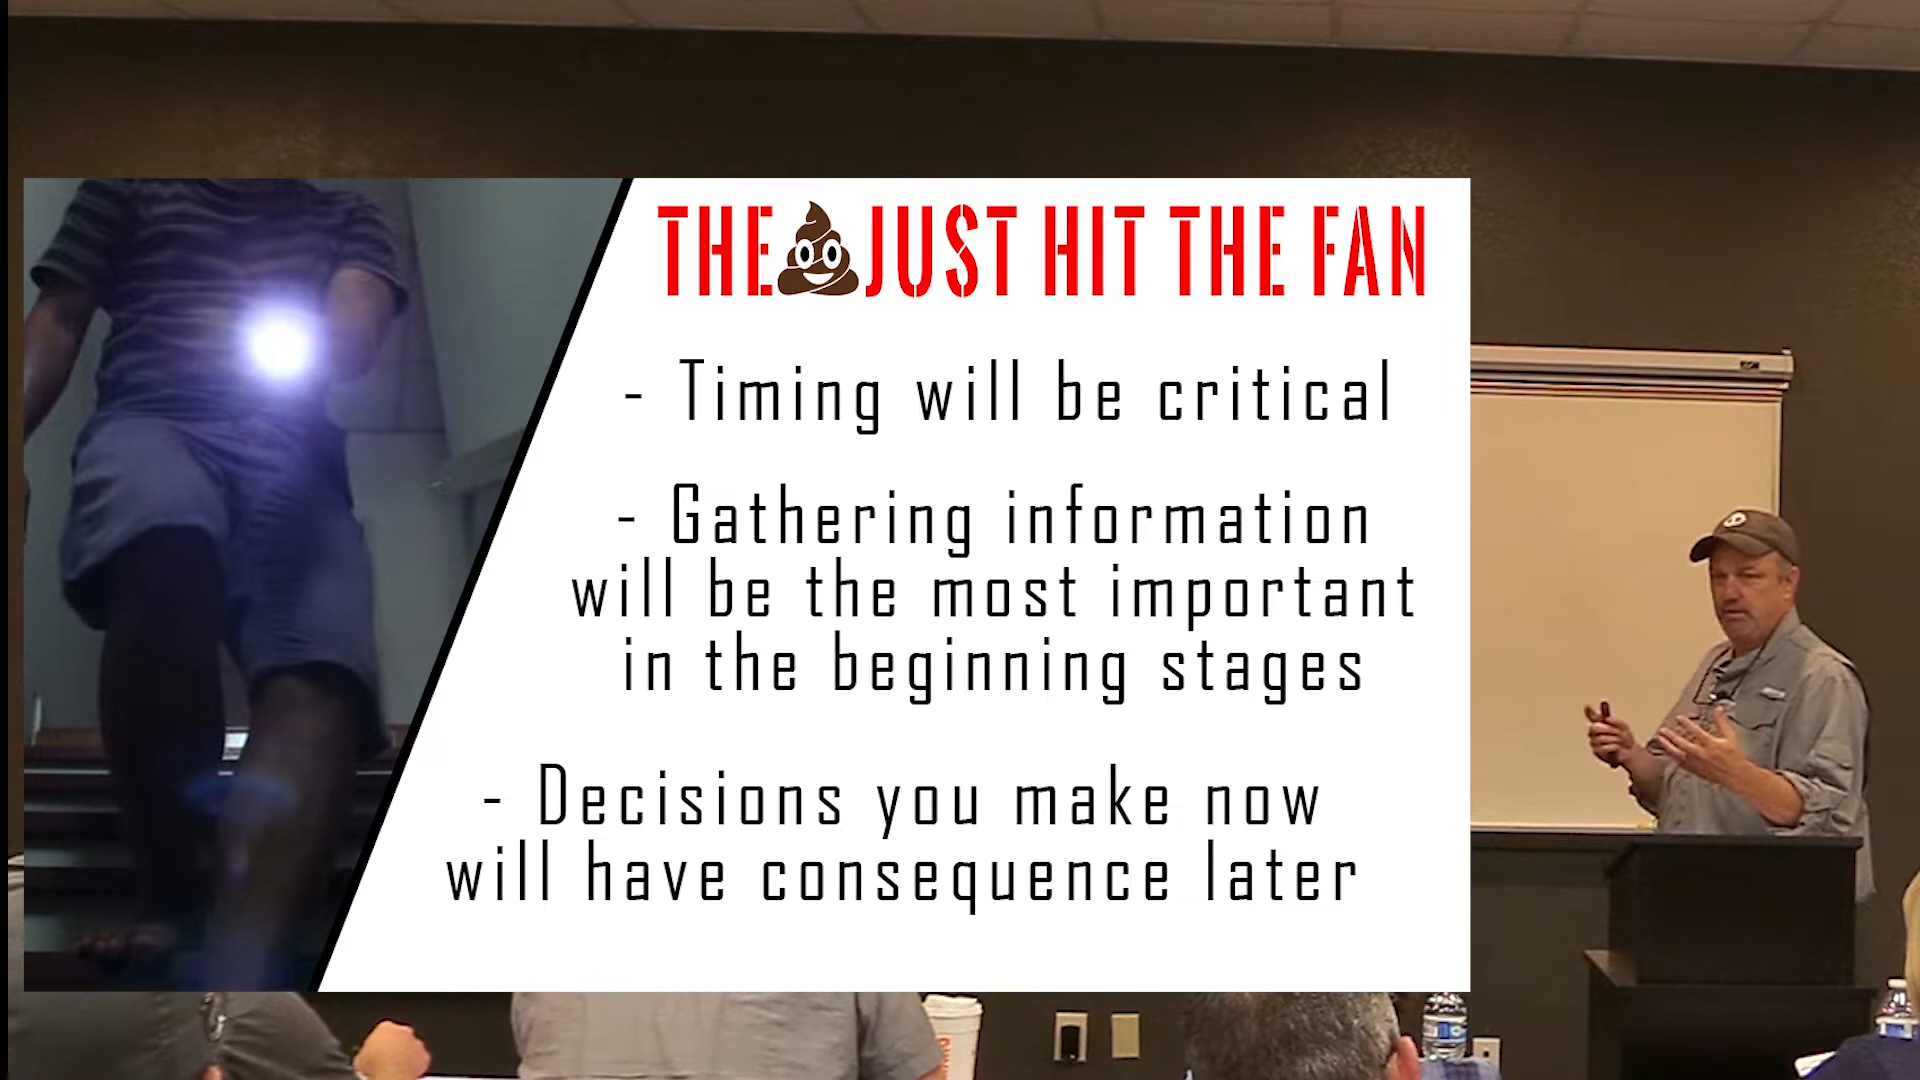 THE💩JUST HIT THE FAN
- Timing will be critical
- Gathering information
will be the most important
in the beginning stages
- Decisions you make now
will have consequence later